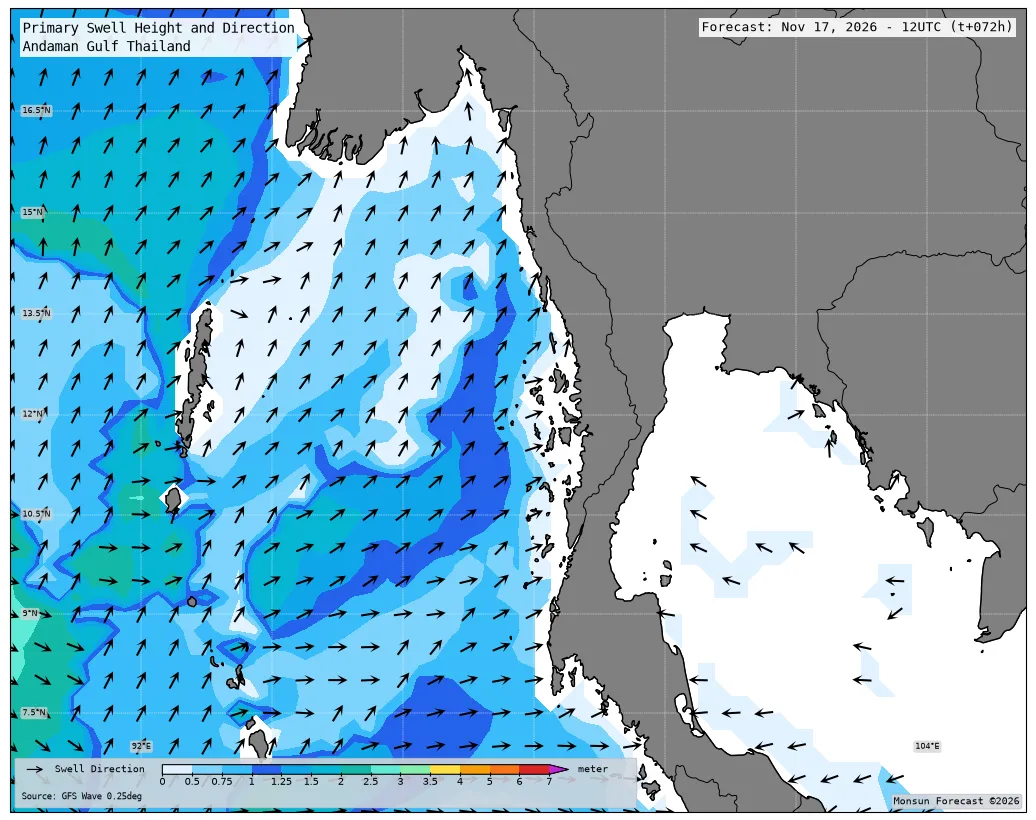 Primary Swell Height and Direction
Andaman Gulf Thailand
Forecast: Nov 17, 2026 - 12UTC (t+072h)
16.5°N
15°N
13.5°N
12°N
10.5°N
9°N
7.5°N
92°E
104°E
Swell Direction
meter
0 0.5 0.75 1.25 1.5 2 2.5 3 3.5 4 5 6 7
Source: GFS Wave 0.25deg
Monsun Forecast ©2026